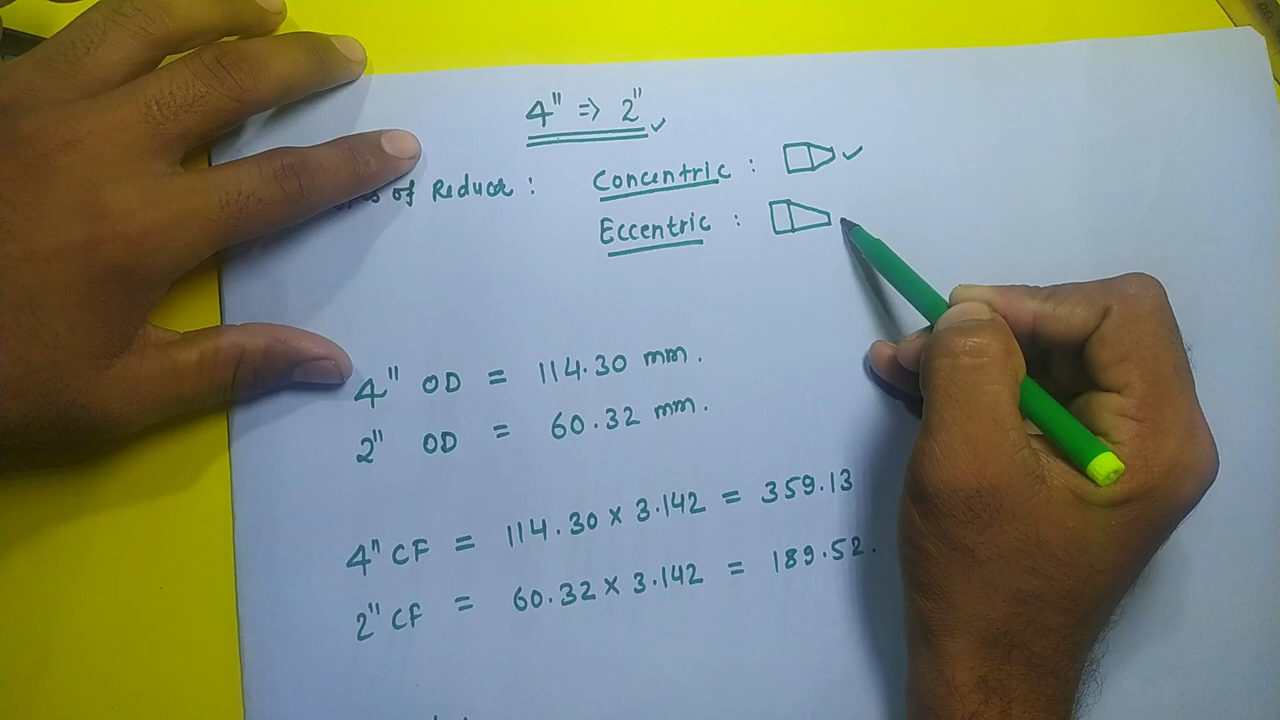 4" => 2"
of Reducr : Concentric :
Eccentric :
4" OD = 114.30 mm.
2" OD = 60.32 mm.
4" CF = 114.30 x 3.142 = 359.13
2" CF = 60.32 x 3.142 = 189.52.